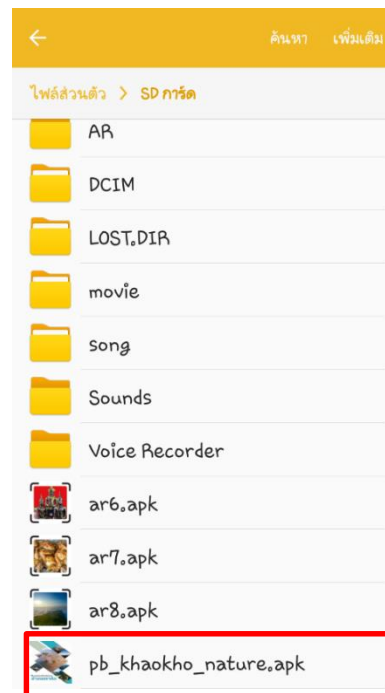 ค้นหา เพิ่มเติม
ไฟล์ส่วนตัว > SD การ์ด
AR
DCIM
LOST.DIR
movie
song
Sounds
Voice Recorder
ar6.apk
ar7.apk
ar8.apk
pb_khaokho_nature.apk